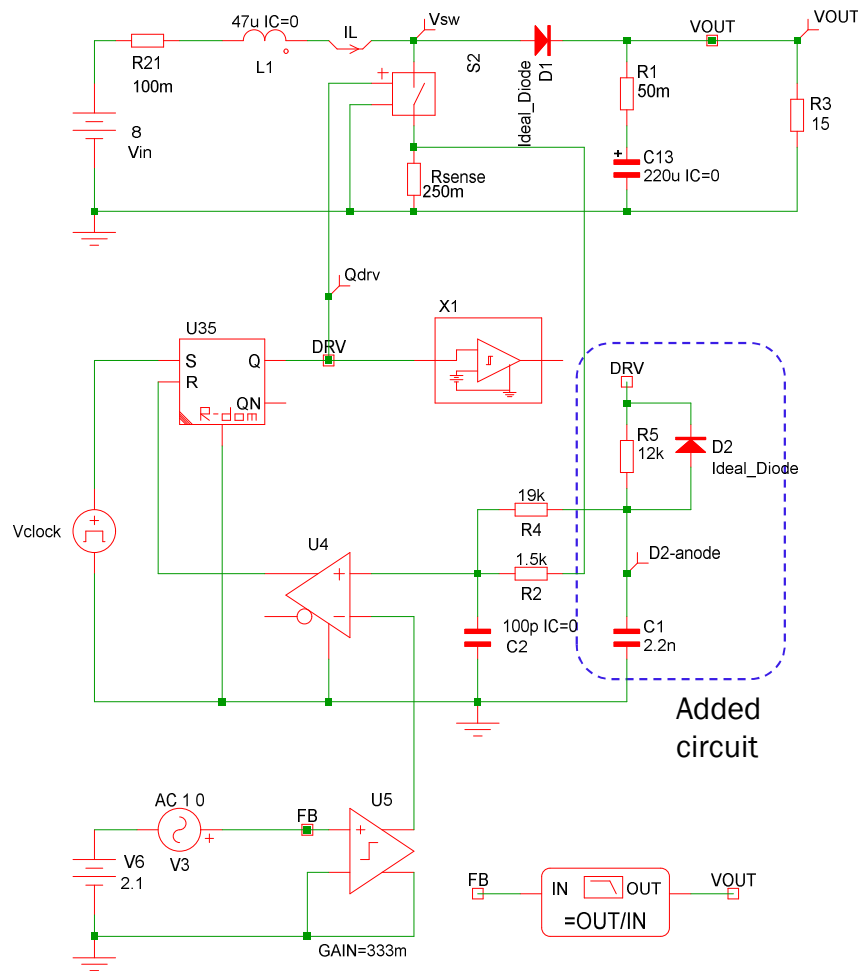 47u IC=0
IL
Vsw
VOUT
VOUT
R21
100m
L1
S2
D1
Ideal_Diode
R1
50m
R3
15
8
Vin
+
+
C13
220u IC=0
Rsense
250m
Qdrv
X1
U35
DRV
S
Q
R
QN
R-dom
DRV
R5
12k
D2
Ideal_Diode
19k
R4
Vclock
+
U4
+
1.5k
R2
D2-anode
100p IC=0
C2
C1
2.2n
Added
circuit
AC 1 0
U5
FB
+
+
V3
V6
2.1
FB
IN
OUT
VOUT
=OUT/IN
GAIN=333m